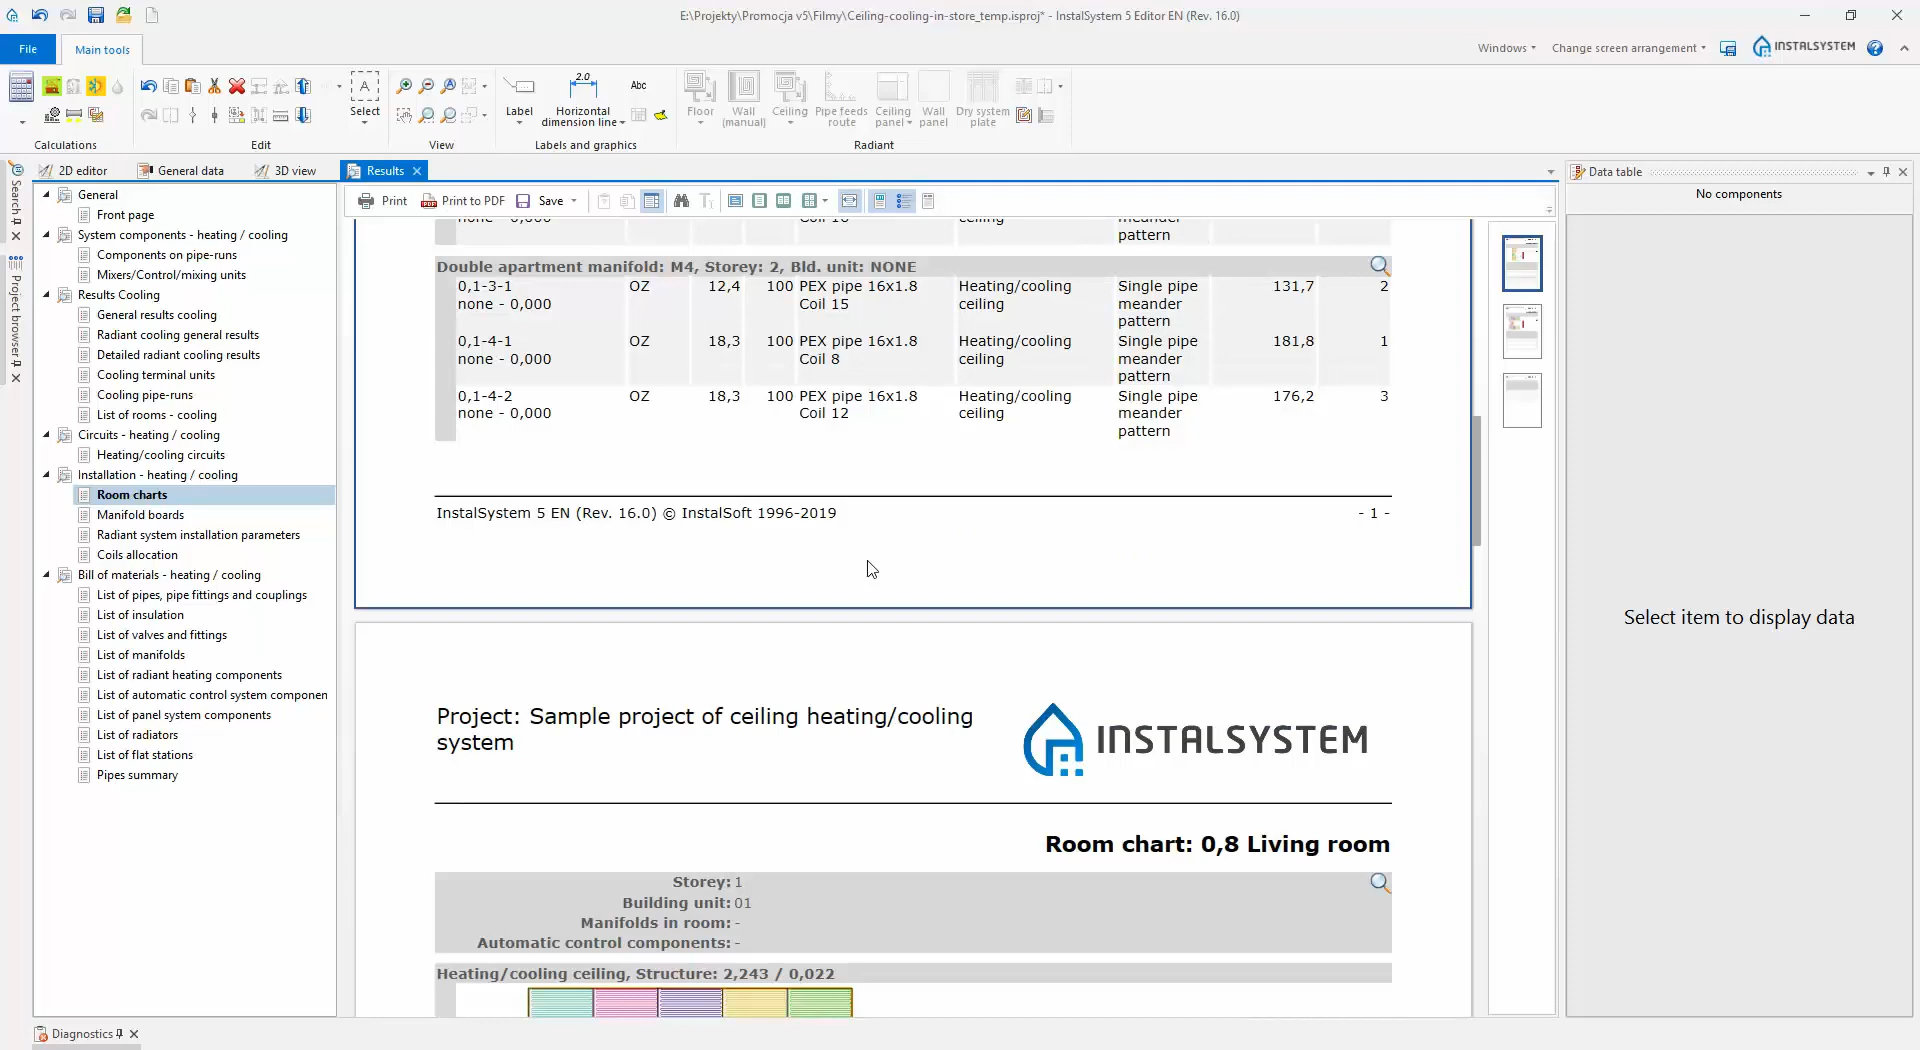 E:\Projekty\Promocja v5\Filmy\Ceiling-cooling-in-store_temp.isproj* - InstalSystem 5 Editor EN (Rev. 16.0)
File
Main tools
Windows
Change screen arrangement
INSTALSYSTEM
Calculations
Edit
A
Select
View
Label
2.0
Horizontal
dimension line
Abc
Labels and graphics
Floor
Wall
(manual)
Ceiling
Pipe feeds
route
Ceiling
panel
Wall
panel
Dry system
plate
Radiant
Search
Project browser
2D editor
General data
3D view
Results
General
Front page
System components - heating / cooling
Components on pipe-runs
Mixers/Control/mixing units
Results Cooling
General results cooling
Radiant cooling general results
Detailed radiant cooling results
Cooling terminal units
Cooling pipe-runs
List of rooms - cooling
Circuits - heating / cooling
Heating/cooling circuits
Installation - heating / cooling
Room charts
Manifold boards
Radiant system installation parameters
Coils allocation
Bill of materials - heating / cooling
List of pipes, pipe fittings and couplings
List of insulation
List of valves and fittings
List of manifolds
List of radiant heating components
List of automatic control system componen
List of panel system components
List of radiators
List of flat stations
Pipes summary
Print
Print to PDF
Save
none - 0,000 Coil 16 ceiling meander
pattern
Double apartment manifold: M4, Storey: 2, Bld. unit: NONE
0,1-3-1 OZ 12,4 100 PEX pipe 16x1.8 Heating/cooling Single pipe 131,7 2
none - 0,000 Coil 15 ceiling meander
pattern
0,1-4-1 OZ 18,3 100 PEX pipe 16x1.8 Heating/cooling Single pipe 181,8 1
none - 0,000 Coil 8 ceiling meander
pattern
0,1-4-2 OZ 18,3 100 PEX pipe 16x1.8 Heating/cooling Single pipe 176,2 3
none - 0,000 Coil 12 ceiling meander
pattern
InstalSystem 5 EN (Rev. 16.0) © InstalSoft 1996-2019 - 1 -
Project: Sample project of ceiling heating/cooling
system
INSTALSYSTEM
Room chart: 0,8 Living room
Storey: 1
Building unit: 01
Manifolds in room: -
Automatic control components: -
Heating/cooling ceiling, Structure: 2,243 / 0,022
Data table
No components
Select item to display data
Diagnostics